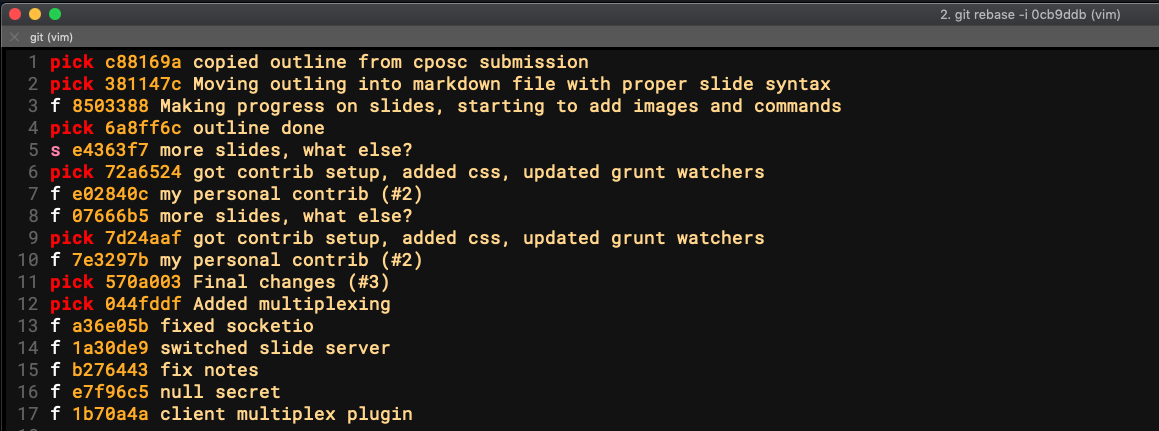 2. git rebase -i 0cb9ddb (vim)
git (vim)
1 pick c88169a copied outline from cposc submission
2 pick 381147c Moving outling into markdown file with proper slide syntax
3 f 8503388 Making progress on slides, starting to add images and commands
4 pick 6a8ff6c outline done
5 s e4363f7 more slides, what else?
6 pick 72a6524 got contrib setup, added css, updated grunt watchers
7 f e02840c my personal contrib (#2)
8 f 07666b5 more slides, what else?
9 pick 7d24aaf got contrib setup, added css, updated grunt watchers
10 f 7e3297b my personal contrib (#2)
11 pick 570a003 Final changes (#3)
12 pick 044fddf Added multiplexing
13 f a36e05b fixed socketio
14 f 1a30de9 switched slide server
15 f b276443 fix notes
16 f e7f96c5 null secret
17 f 1b70a4a client multiplex plugin